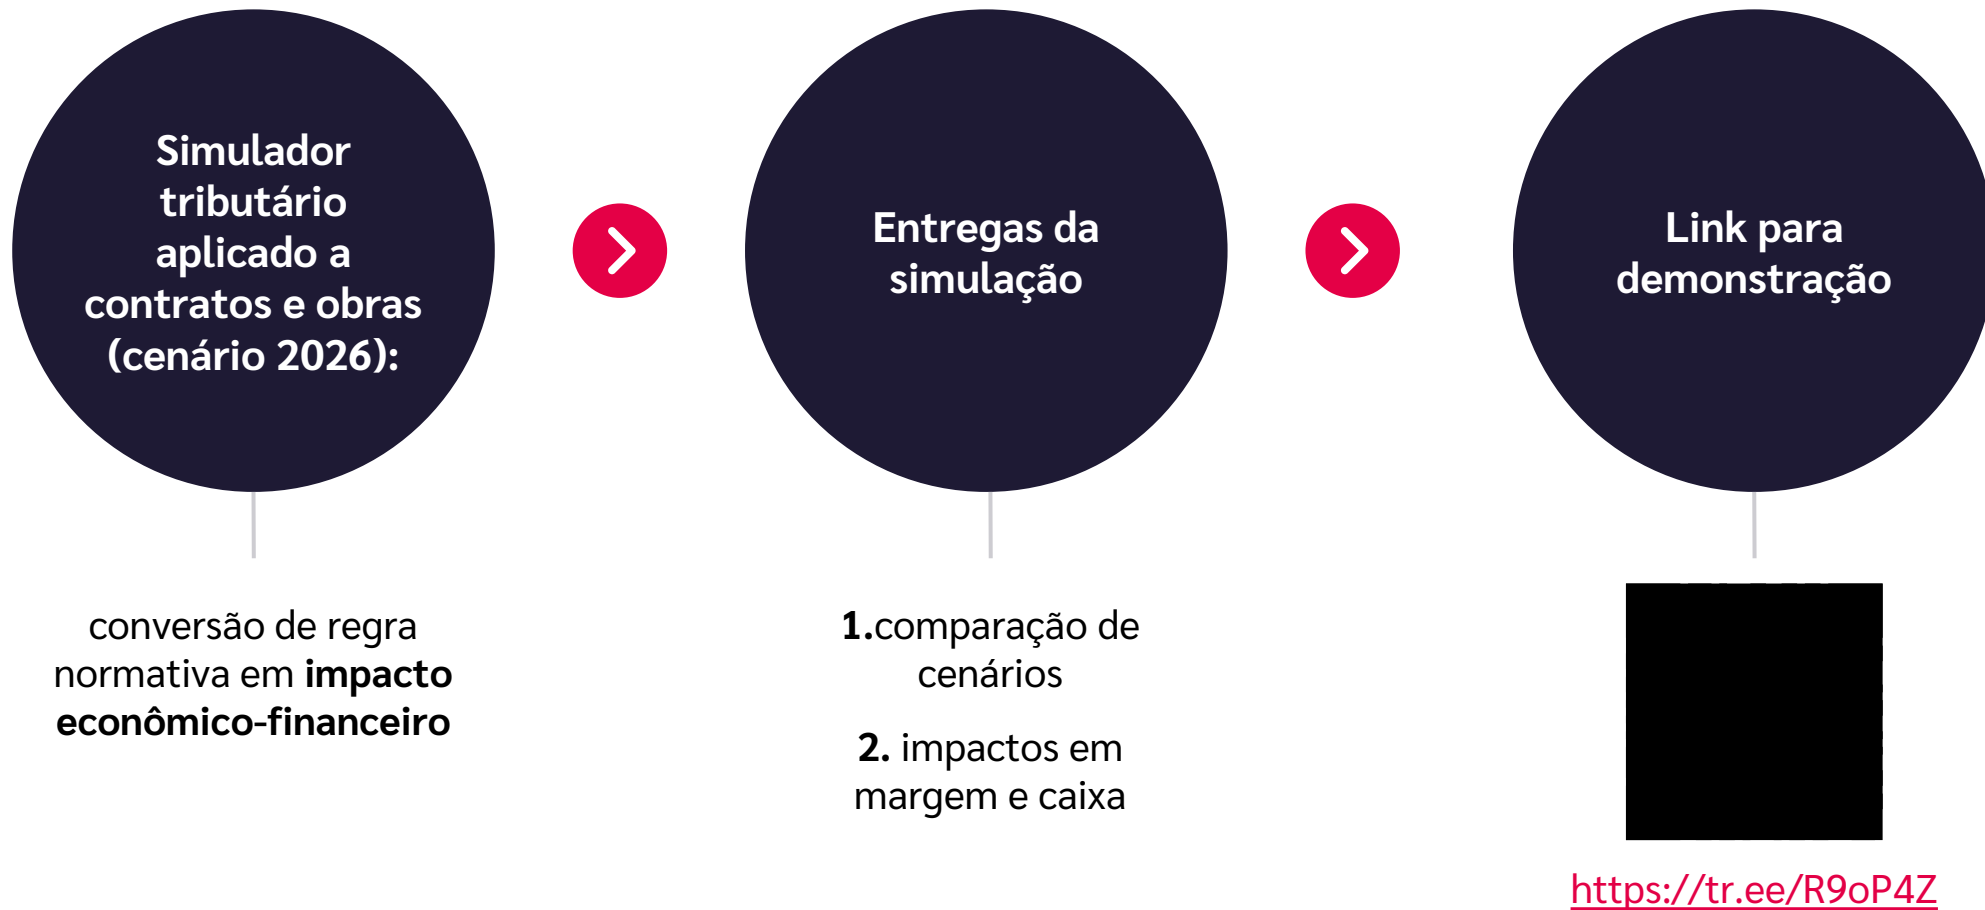 Simulador
tributário
aplicado a
contratos e obras
(cenário 2026):
conversão de regra
normativa em impacto
econômico-financeiro
Entregas da
simulação
1.comparação de
cenários
2. impactos em
margem e caixa
Link para
demonstração
https://tr.ee/R9oP4Z